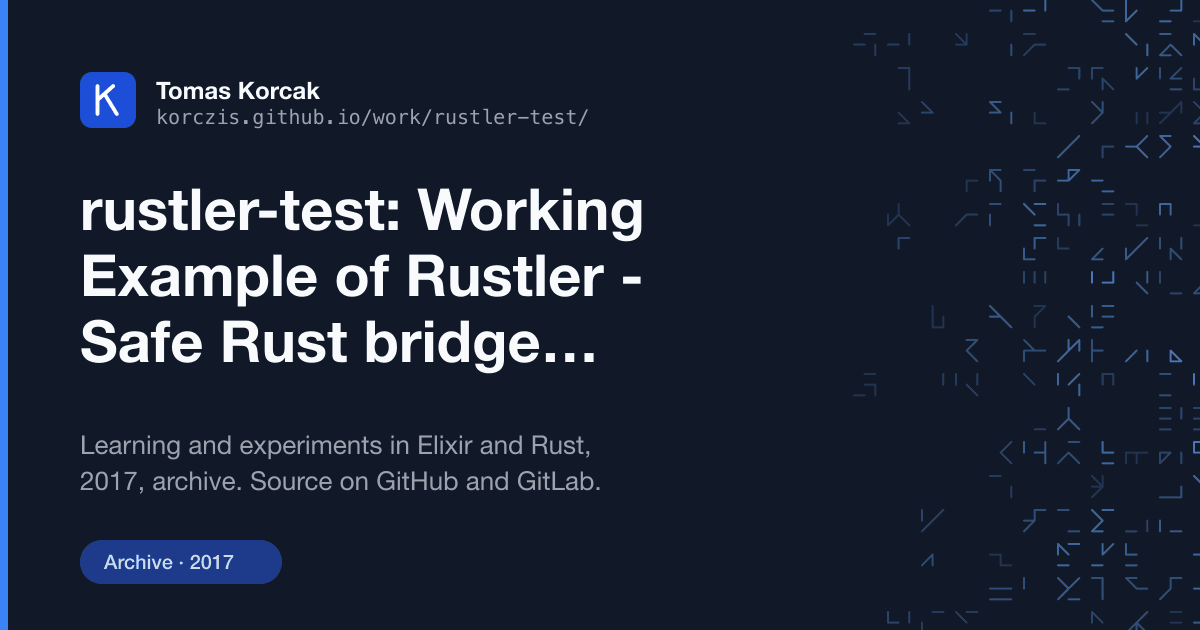 K
Tomas Korcak
korczis.github.io/work/rustler-test/
rustler-test: Working
Example of Rustler -
Safe Rust bridge…
Learning and experiments in Elixir and Rust,
2017, archive. Source on GitHub and GitLab.
Archive · 2017